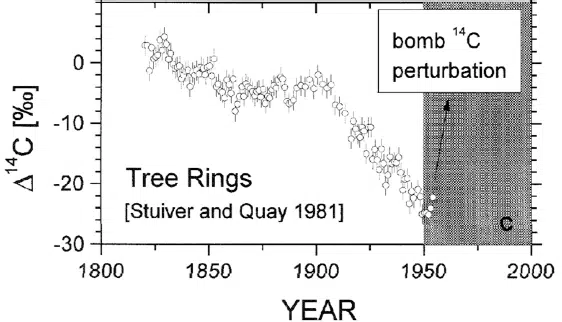 bomb ¹⁴C
perturbation
0
-10
-20
-30
Δ¹⁴C [‰]
Tree Rings
[Stuiver and Quay 1981]
C
1800
1850
1900
1950
2000
YEAR